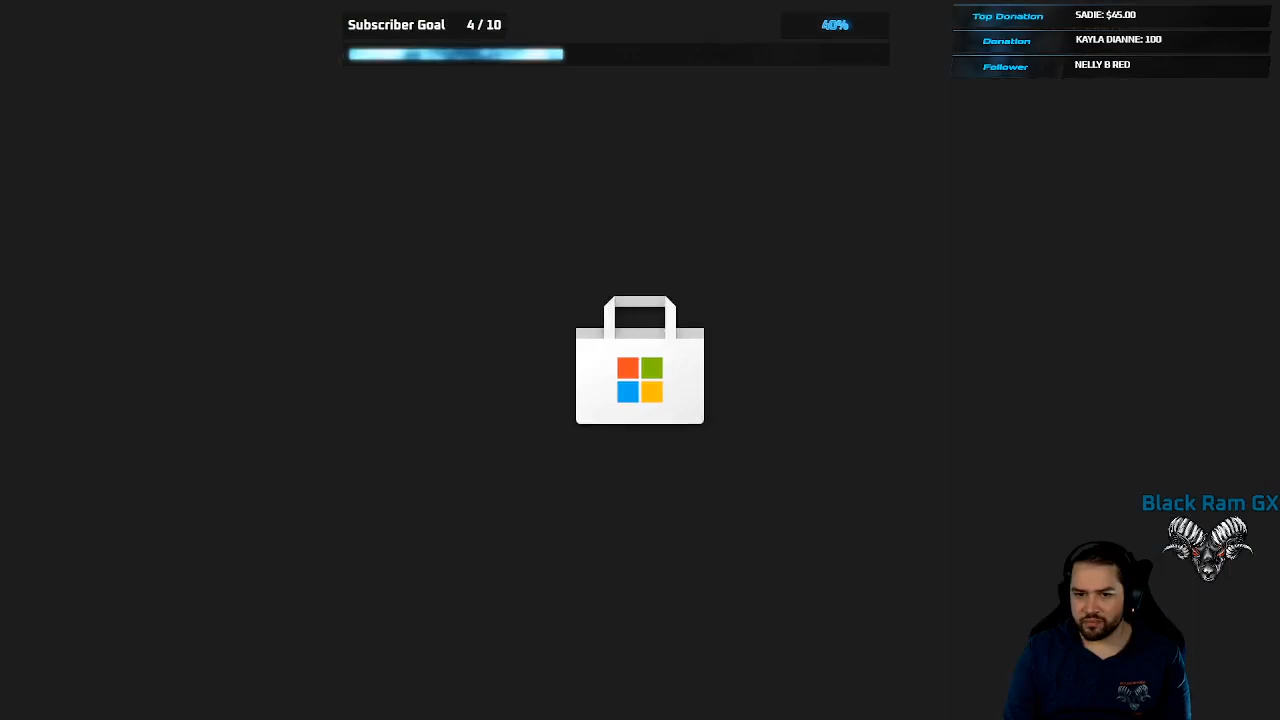 Subscriber Goal 4 / 10
40%
Top Donation SADIE: $45.00
Donation KAYLA DIANNE: 100
Follower NELLY B RED
Black Ram GX